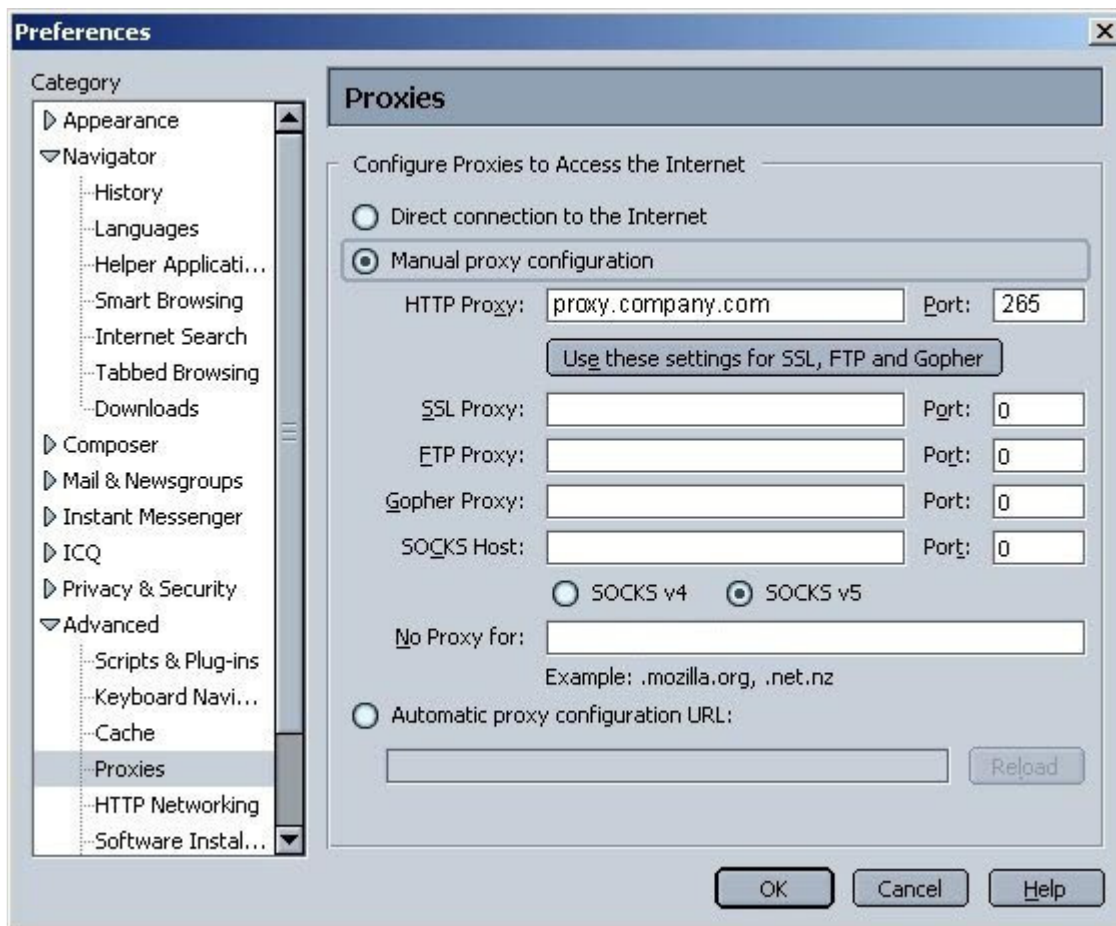 Preferences
Category
Appearance
Navigator
History
Languages
Helper Applicati...
Smart Browsing
Internet Search
Tabbed Browsing
Downloads
Composer
Mail & Newsgroups
Instant Messenger
ICQ
Privacy & Security
Advanced
Scripts & Plug-ins
Keyboard Navi...
Cache
Proxies
HTTP Networking
Software Instal...
Proxies
Configure Proxies to Access the Internet
Direct connection to the Internet
Manual proxy configuration
HTTP Proxy: proxy.company.com Port: 265
Use these settings for SSL, FTP and Gopher
SSL Proxy: Port: 0
FTP Proxy: Port: 0
Gopher Proxy: Port: 0
SOCKS Host: Port: 0
SOCKS v4 SOCKS v5
No Proxy for:
Example: .mozilla.org, .net.nz
Automatic proxy configuration URL:
Reload
OK Cancel Help